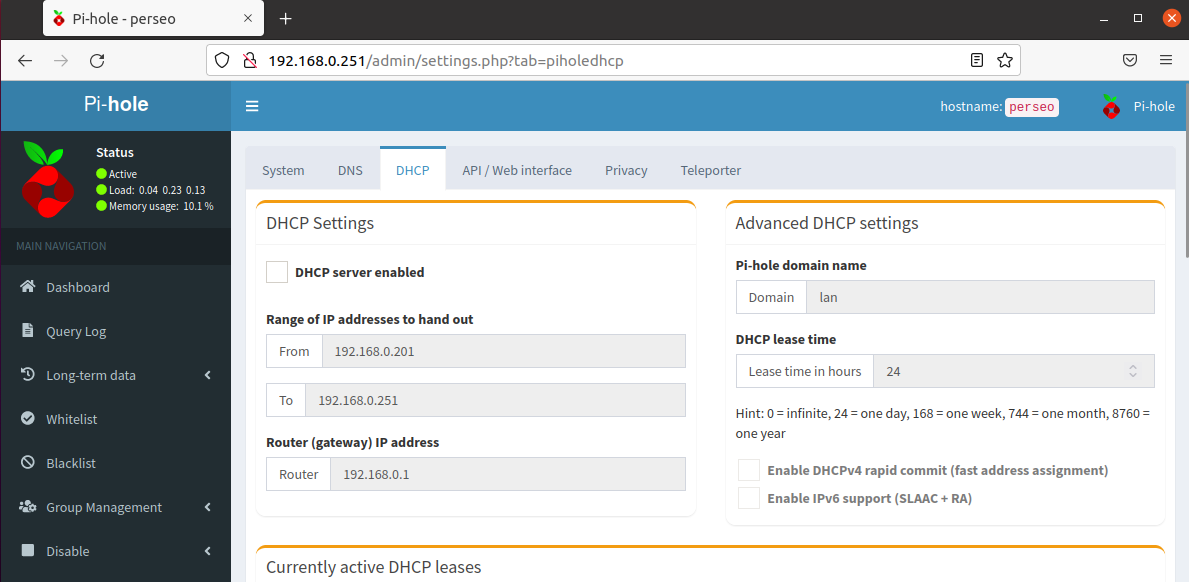 Pi-hole - perseo
192.168.0.251/admin/settings.php?tab=piholedhcp
Pi-hole
hostname: perseo
Pi-hole
Status
Active
Load: 0.04 0.23 0.13
Memory usage: 10.1 %
MAIN NAVIGATION
Dashboard
Query Log
Long-term data
Whitelist
Blacklist
Group Management
Disable
System DNS DHCP API / Web interface Privacy Teleporter
DHCP Settings
DHCP server enabled
Range of IP addresses to hand out
From 192.168.0.201
To 192.168.0.251
Router (gateway) IP address
Router 192.168.0.1
Advanced DHCP settings
Pi-hole domain name
Domain lan
DHCP lease time
Lease time in hours 24
Hint: 0 = infinite, 24 = one day, 168 = one week, 744 = one month, 8760 =
one year
Enable DHCPv4 rapid commit (fast address assignment)
Enable IPv6 support (SLAAC + RA)
Currently active DHCP leases